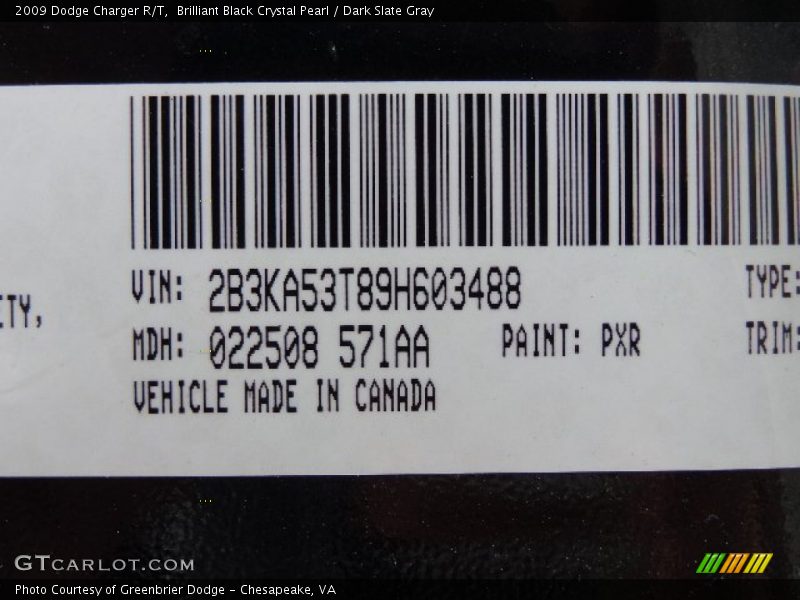 2009 Dodge Charger R/T,  Brilliant Black Crystal Pearl / Dark Slate Gray
VIN: 2B3KA53T89H603488 TYPE:
ETY,
MDH: 022508 571AA PAINT: PXR TRIM:
VEHICLE MADE IN CANADA
GTCARLOT.COM
Photo Courtesy of Greenbrier Dodge - Chesapeake, VA